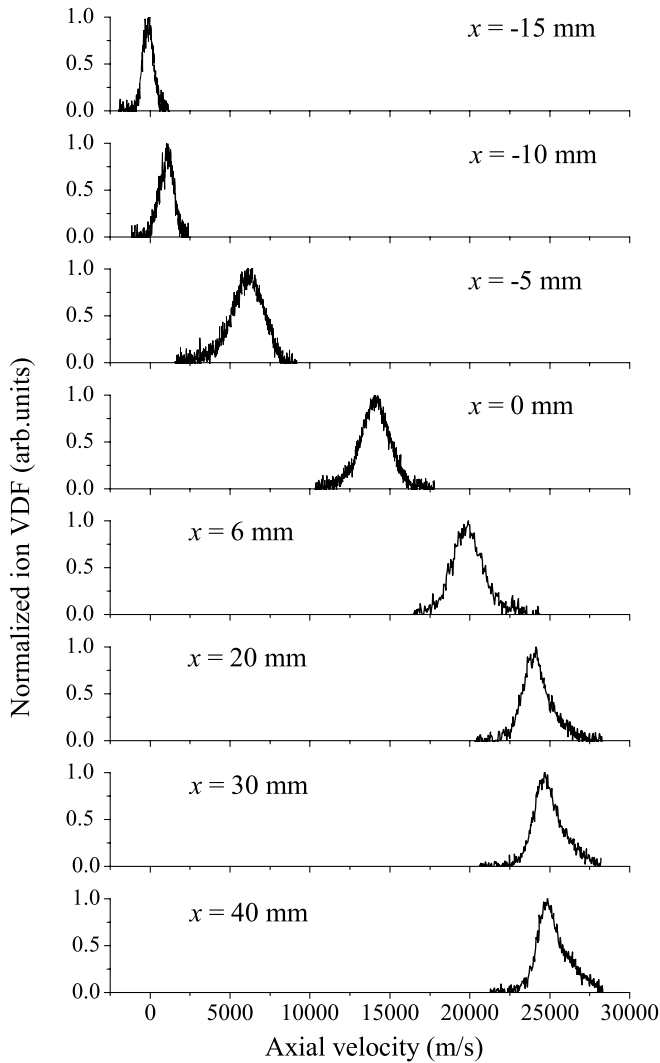 1.0
x = -15 mm
0.5
0.0
1.0
x = -10 mm
0.5
0.0
1.0
x = -5 mm
0.5
0.0
1.0
x = 0 mm
0.5
0.0
1.0
x = 6 mm
0.5
0.0
1.0
x = 20 mm
0.5
0.0
1.0
x = 30 mm
0.5
0.0
1.0
x = 40 mm
0.5
0.0
0 5000 10000 15000 20000 25000 30000
Axial velocity (m/s)
Normalized ion VDF (arb.units)